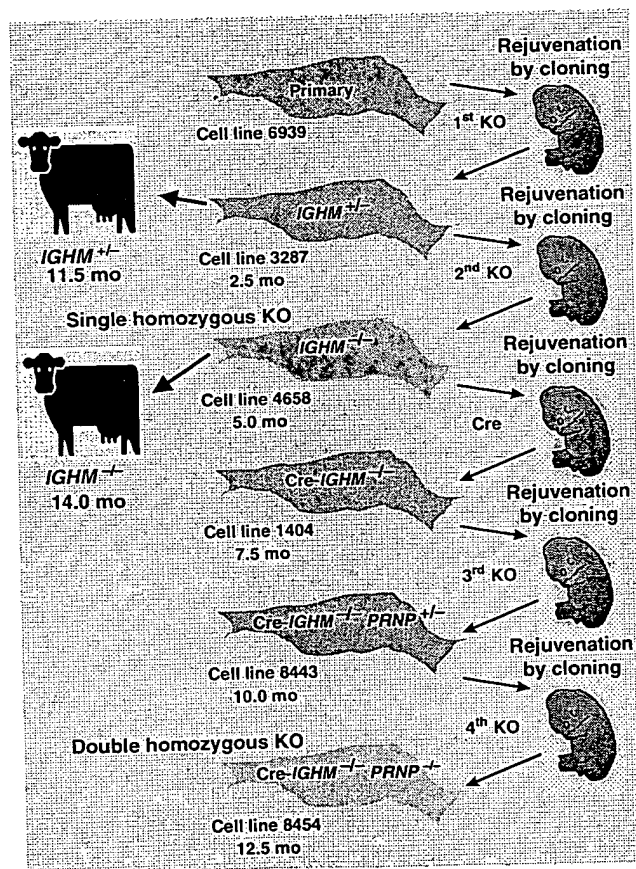 Rejuvenation
by cloning
Primary
1st KO
Cell line 6939
Rejuvenation
by cloning
IGHM+/–
IGHM+/–
11.5 mo
Cell line 3287
2.5 mo
2nd KO
Single homozygous KO
Rejuvenation
by cloning
IGHM–/–
Cell line 4658
5.0 mo
Cre
IGHM–/–
14.0 mo
Cre-IGHM–/–
Rejuvenation
by cloning
Cell line 1404
7.5 mo
3rd KO
Cre-IGHM–/– PRNP+/–
Rejuvenation
by cloning
Cell line 8443
10.0 mo
4th KO
Double homozygous KO
Cre-IGHM–/– PRNP–/–
Cell line 8454
12.5 mo